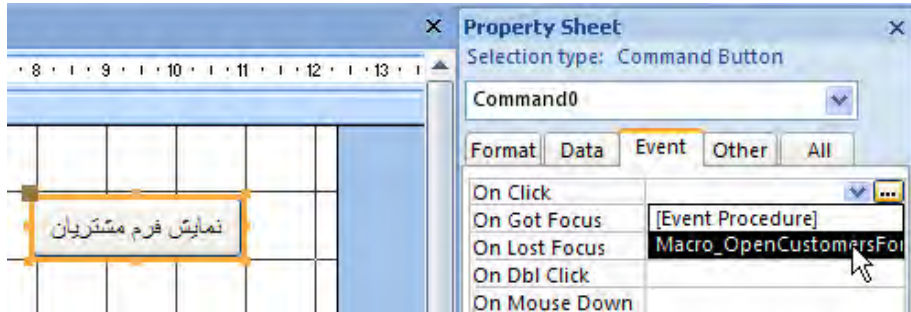 Property Sheet
Selection type: Command Button
· 8 · ı · 9 · ı · 10 · ı · 11 · ı · 12 · ı · 13 · ı
Command0
Format Data Event Other All
نمایش فرم مشتریان
On Click
On Got Focus [Event Procedure]
On Lost Focus Macro_OpenCustomersFor
On Dbl Click
On Mouse Down